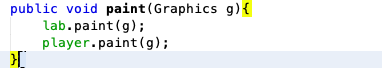 public void paint(Graphics g){
    lab.paint(g);
    player.paint(g);
}